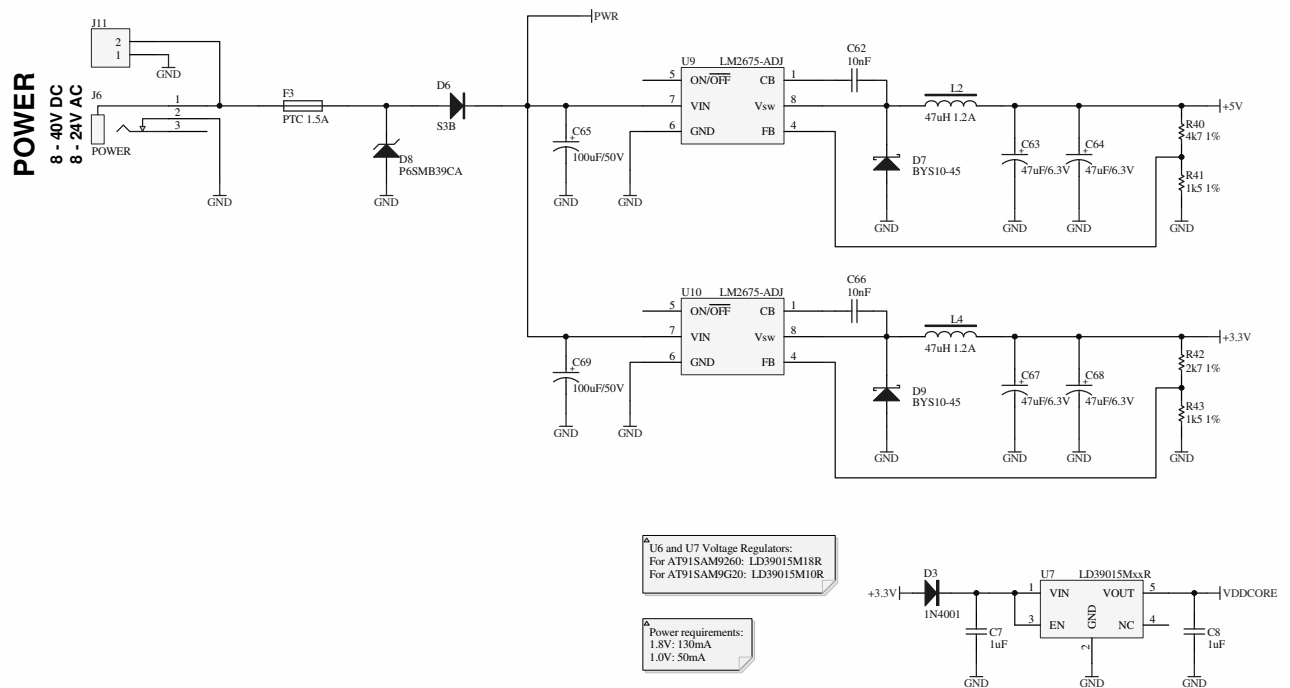 POWER
8 - 40V DC
8 - 24V AC
J11
2
1
GND
J6
1
2
3
POWER
GND
F3
PTC 1.5A
D8
P6SMB39CA
GND
D6
S3B
PWR
C65
+
100uF/50V
GND
GND
U9 LM2675-ADJ
5 ON/OFF CB 1
7 VIN Vsw 8
6 GND FB 4
C62
10nF
D7
BYS10-45
GND
L2
47uH 1.2A
C63
+
47uF/6.3V
GND
C64
+
47uF/6.3V
GND
+5V
R40
4k7 1%
R41
1k5 1%
GND
C69
+
100uF/50V
GND
GND
U10 LM2675-ADJ
5 ON/OFF CB 1
7 VIN Vsw 8
6 GND FB 4
C66
10nF
D9
BYS10-45
GND
L4
47uH 1.2A
C67
+
47uF/6.3V
GND
C68
+
47uF/6.3V
GND
+3.3V
R42
2k7 1%
R43
1k5 1%
GND
U6 and U7 Voltage Regulators:
For AT91SAM9260: LD39015M18R
For AT91SAM9G20: LD39015M10R
Power requirements:
1.8V: 130mA
1.0V: 50mA
+3.3V
D3
1N4001
C7
1uF
GND
U7 LD39015MxxR
1 VIN VOUT 5
3 EN NC 4
GND
2
GND
VDDCORE
C8
1uF
GND